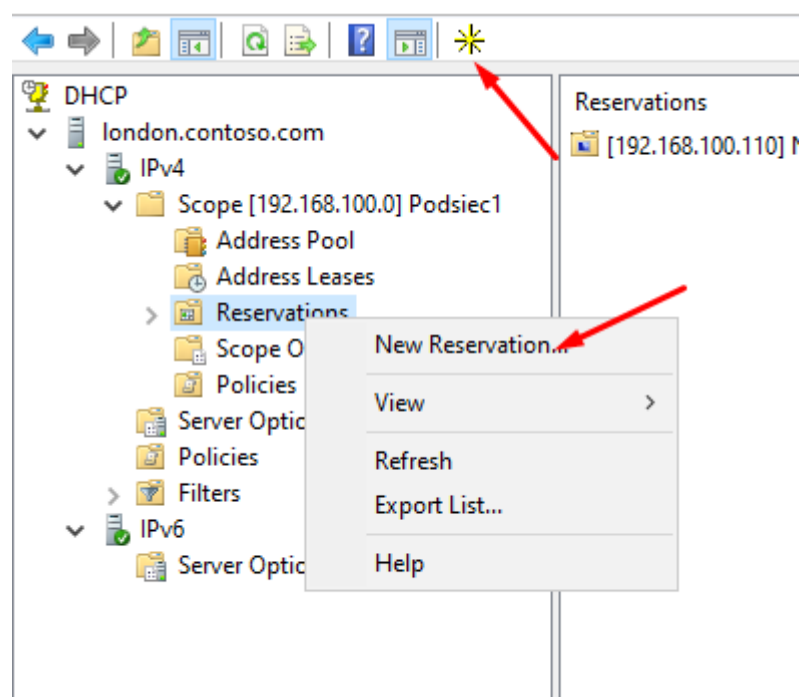 DHCP
london.contoso.com
IPv4
Scope [192.168.100.0] Podsiec1
Address Pool
Address Leases
Reservations
Scope O
Policies
Server Optic
Policies
Filters
IPv6
Server Optic
New Reservation...
View
Refresh
Export List...
Help
Reservations
[192.168.100.110]